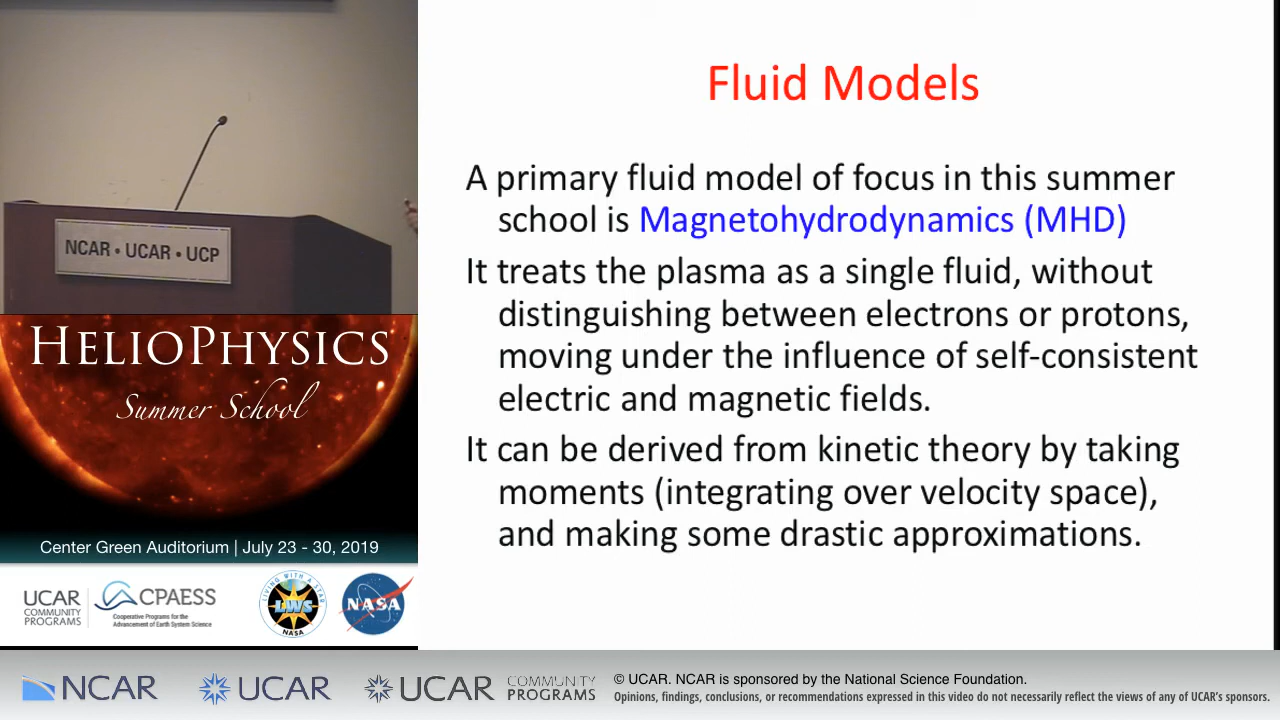 Fluid Models
A primary fluid model of focus in this summer
school is Magnetohydrodynamics (MHD)
It treats the plasma as a single fluid, without
distinguishing between electrons or protons,
moving under the influence of self-consistent
electric and magnetic fields.
It can be derived from kinetic theory by taking
moments (integrating over velocity space),
and making some drastic approximations.
NCAR • UCAR • UCP
HELIOPHYSICS
Summer School
Center Green Auditorium | July 23 - 30, 2019
UCAR
COMMUNITY
PROGRAMS
CPAESS
Cooperative Programs for the
Advancement of Earth System Science
LIVING WITH A STAR
LWS
NASA
NASA
NCAR
UCAR
UCAR
COMMUNITY
PROGRAMS
© UCAR. NCAR is sponsored by the National Science Foundation.
Opinions, findings, conclusions, or recommendations expressed in this video do not necessarily reflect the views of any of UCAR's sponsors.